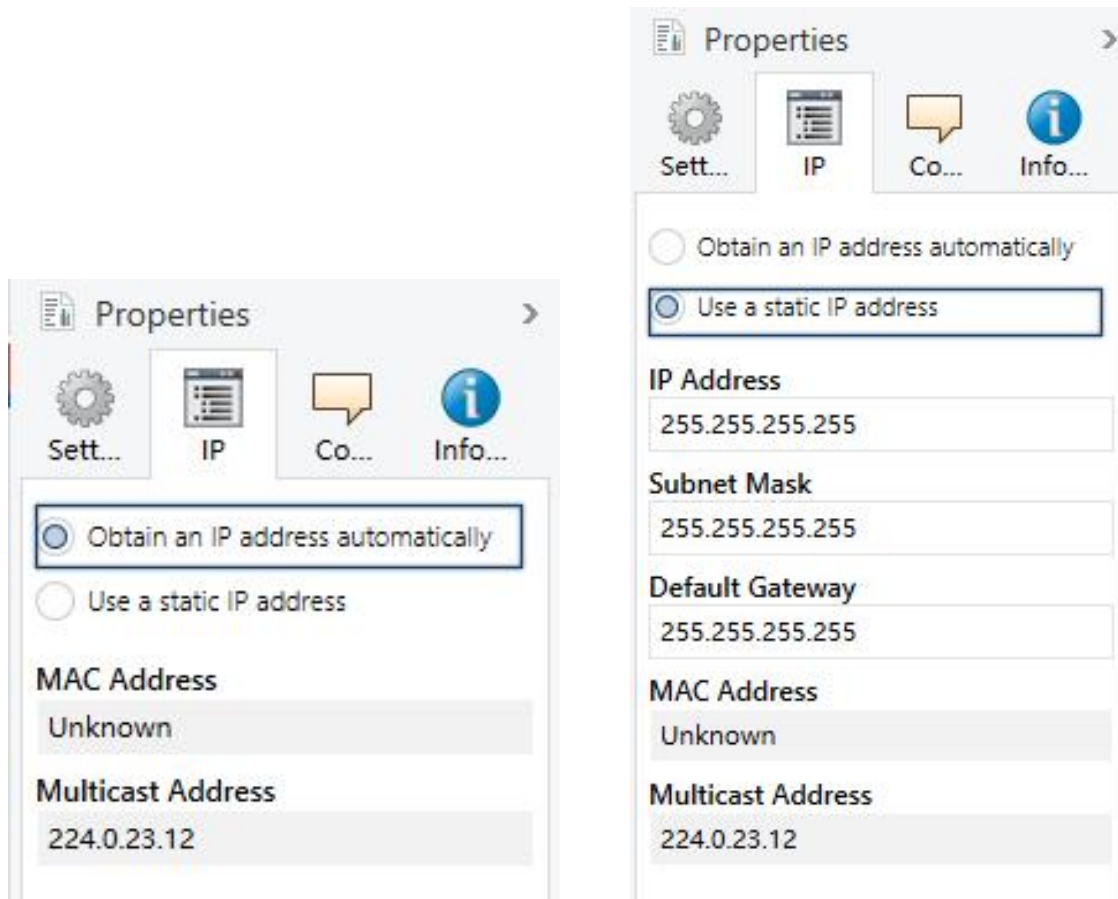 Properties
Sett...
IP
Co...
Info...
Obtain an IP address automatically
Use a static IP address
MAC Address
Unknown
Multicast Address
224.0.23.12
Properties
Sett...
IP
Co...
Info...
Obtain an IP address automatically
Use a static IP address
IP Address
255.255.255.255
Subnet Mask
255.255.255.255
Default Gateway
255.255.255.255
MAC Address
Unknown
Multicast Address
224.0.23.12